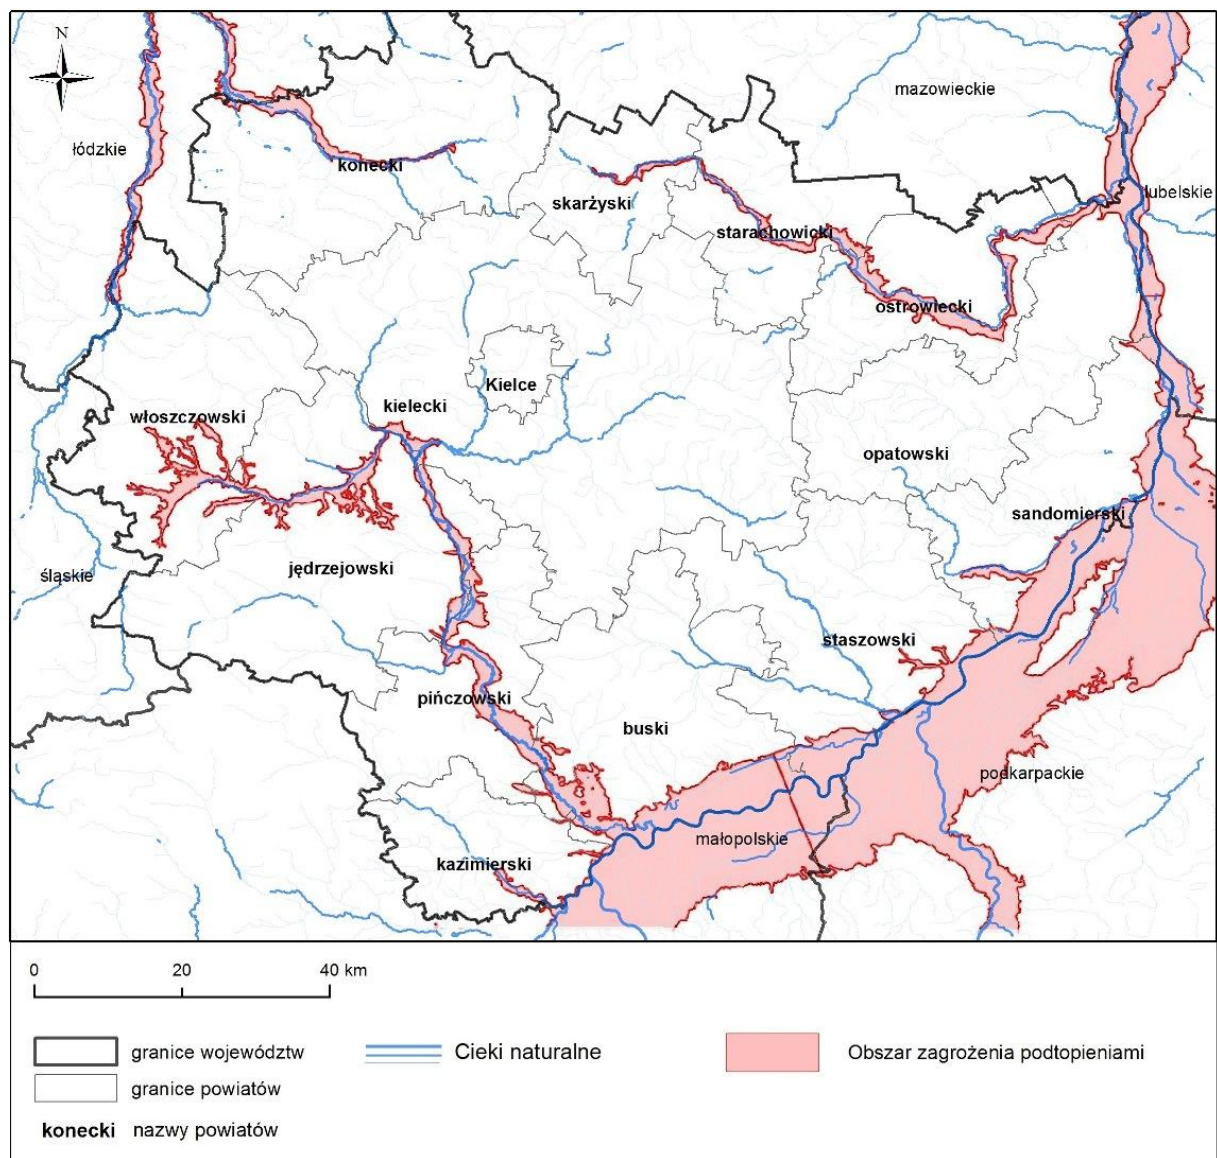 N
mazowieckie
łódzkie
konecki
lubelskie
skarżyski
starachowicki
ostrowiecki
Kielce
kielecki
włoszczowski
opatowski
sandomierski
śląskie
jędrzejowski
staszowski
pińczowski
buski
podkarpackie
małopolskie
kazimierski
0 20 40 km
granice województw
Cieki naturalne
Obszar zagrożenia podtopieniami
granice powiatów
konecki nazwy powiatów